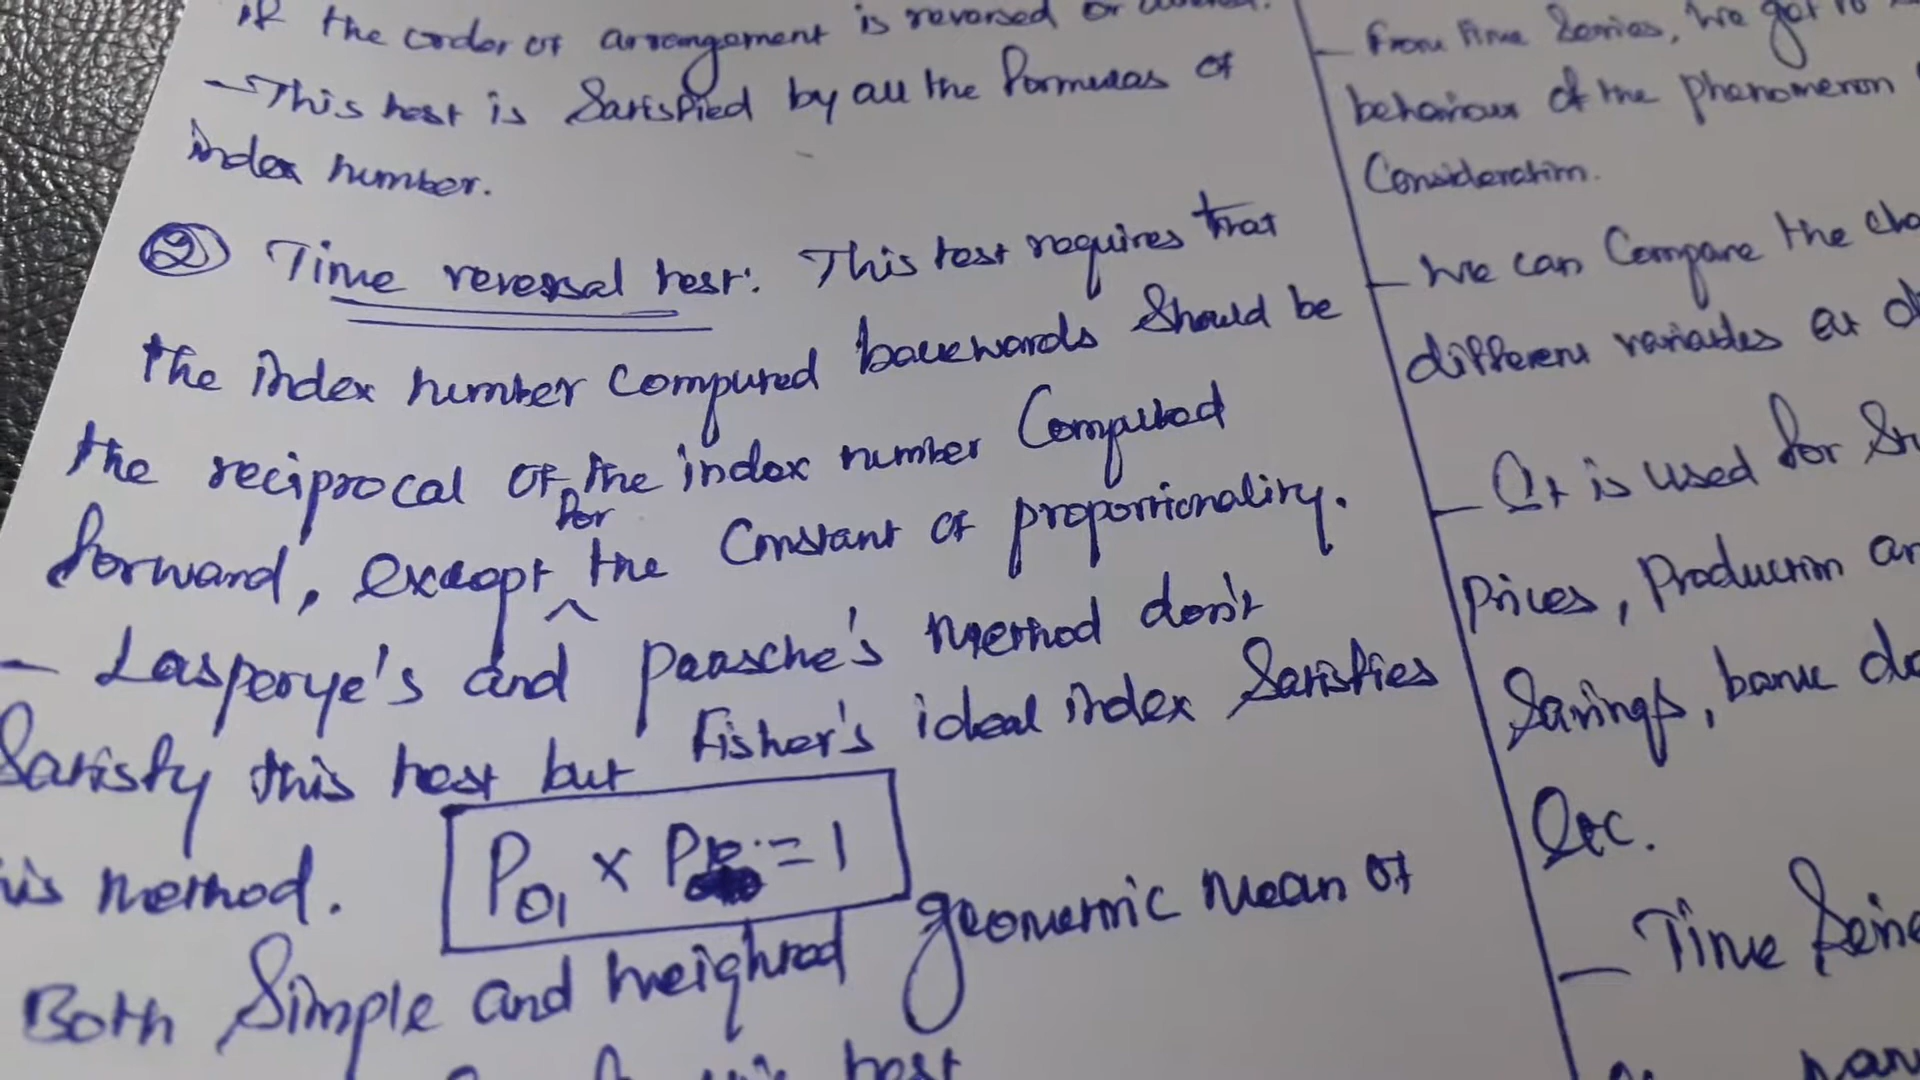 if the order of arrangement is reversed or
- This test is Satisfied by all the formulas of
index number.
② Time reversal test: This test requires that
the index number computed backwards Should be
the reciprocal of the index number Computed
forward, except for the Constant of proportionality.
- Lasperye's and paasche's method don't
Satisfy this test but Fisher's ideal index Satisfies
is method.
P01 x P = 1
Both Simple and weighted geometric mean of
test
- From Time Series, we get to
behaviour of the phenomenon
Consideration.
- we can Compare the
different variables at
- It is used for
Prices, Production
Savings, bank
etc.
- Time